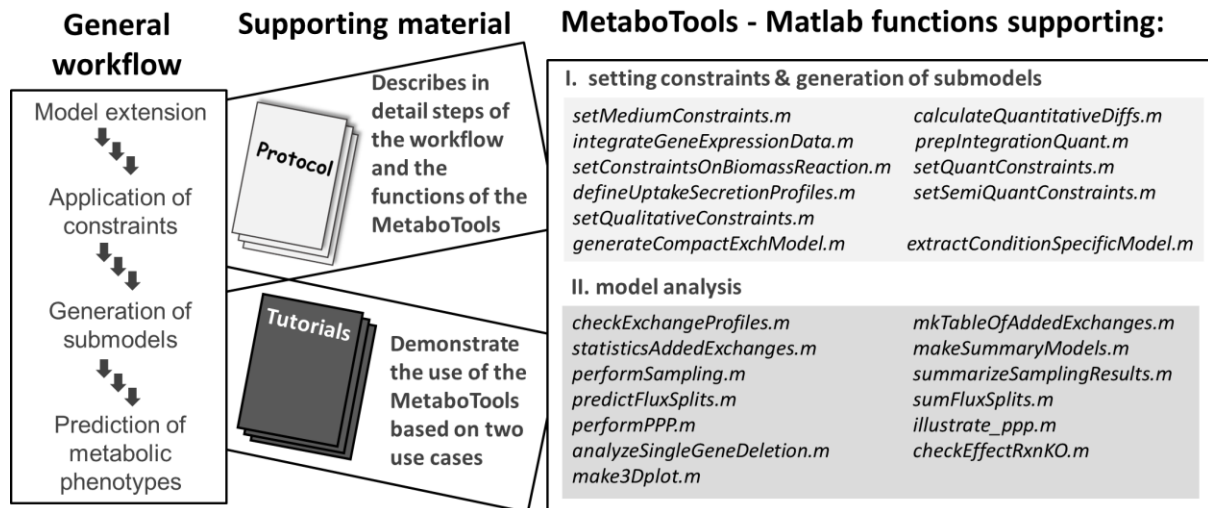 General
workflow
Model extension
Application of
constraints
Generation of
submodels
Prediction of
metabolic
phenotypes
Supporting material
Protocol
Describes in
detail steps of
the workflow
and the
functions of the
MetaboTools
Tutorials
Demonstrate
the use of the
MetaboTools
based on two
use cases
MetaboTools - Matlab functions supporting:
I. setting constraints & generation of submodels
setMediumConstraints.m calculateQuantitativeDiffs.m
integrateGeneExpressionData.m prepIntegrationQuant.m
setConstraintsOnBiomassReaction.m setQuantConstraints.m
defineUptakeSecretionProfiles.m setSemiQuantConstraints.m
setQualitativeConstraints.m
generateCompactExchModel.m extractConditionSpecificModel.m
II. model analysis
checkExchangeProfiles.m mkTableOfAddedExchanges.m
statisticsAddedExchanges.m makeSummaryModels.m
performSampling.m summarizeSamplingResults.m
predictFluxSplits.m sumFluxSplits.m
performPPP.m illustrate_ppp.m
analyzeSingleGeneDeletion.m checkEffectRxnKO.m
make3Dplot.m